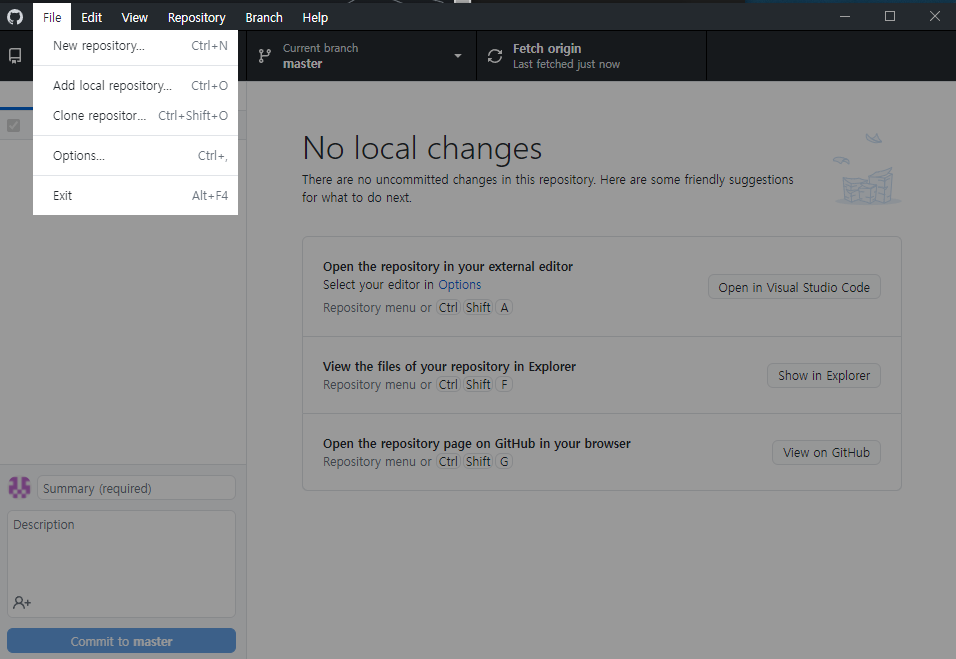 File Edit View Repository Branch Help
New repository... Ctrl+N
Add local repository... Ctrl+O
Clone repositor... Ctrl+Shift+O
Options... Ctrl+,
Exit Alt+F4
Current branch
master
Fetch origin
Last fetched just now
No local changes
There are no uncommitted changes in this repository. Here are some friendly suggestions
for what to do next.
Open the repository in your external editor
Select your editor in Options
Repository menu or Ctrl Shift A
Open in Visual Studio Code
View the files of your repository in Explorer
Repository menu or Ctrl Shift F
Show in Explorer
Open the repository page on GitHub in your browser
Repository menu or Ctrl Shift G
View on GitHub
Summary (required)
Description
Commit to master